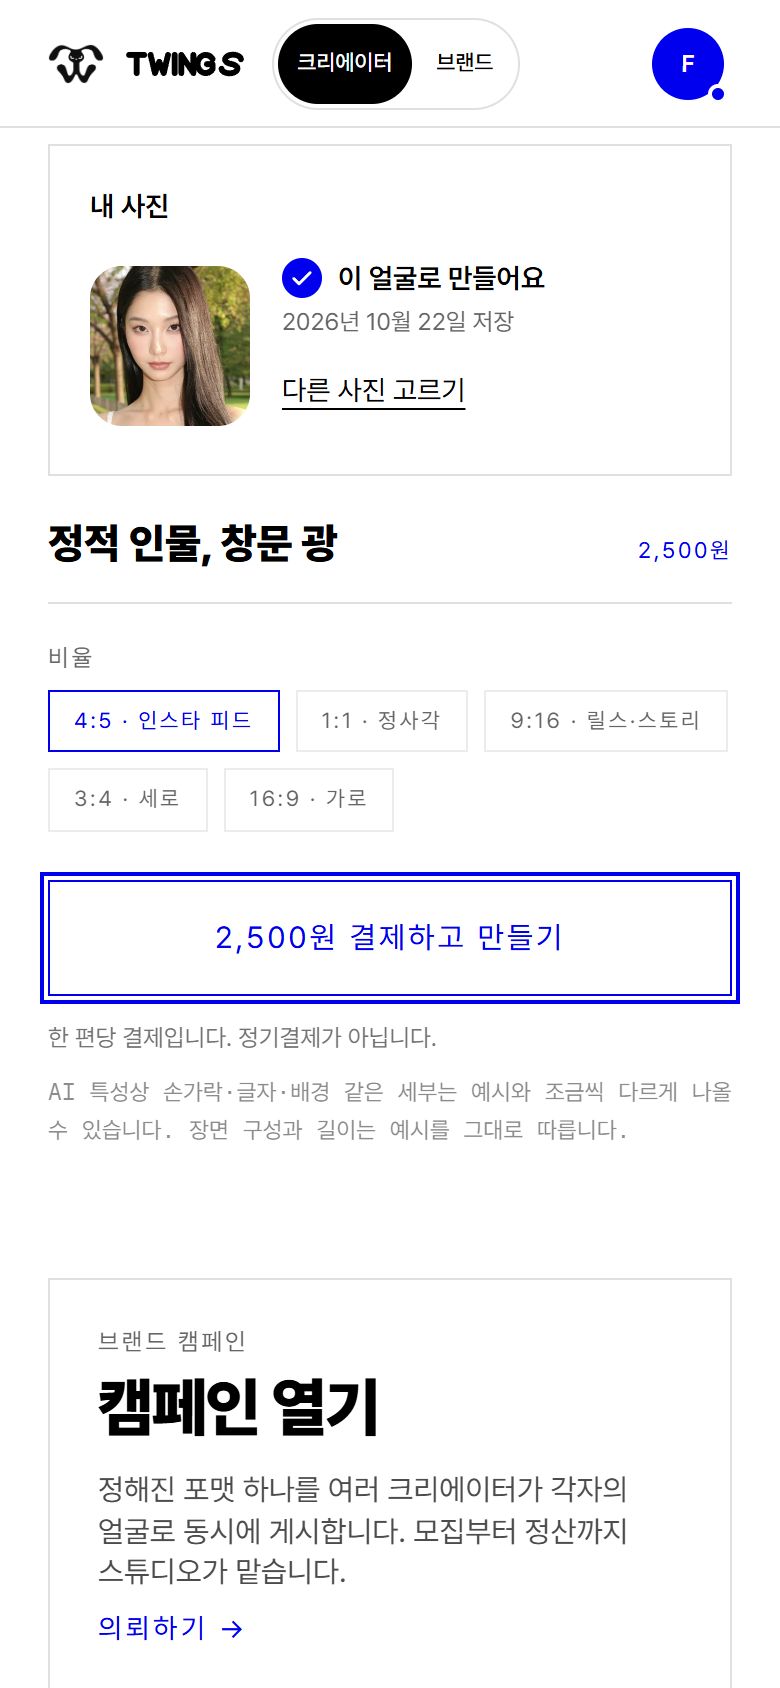 TWINGS
크리에이터
브랜드
F
내 사진
이 얼굴로 만들어요
2026년 10월 22일 저장
다른 사진 고르기
정적 인물, 창문 광
2,500원
비율
4:5 · 인스타 피드
1:1 · 정사각
9:16 · 릴스·스토리
3:4 · 세로
16:9 · 가로
2,500원 결제하고 만들기
한 편당 결제입니다. 정기결제가 아닙니다.
AI 특성상 손가락·글자·배경 같은 세부는 예시와 조금씩 다르게 나올
수 있습니다. 장면 구성과 길이는 예시를 그대로 따릅니다.
브랜드 캠페인
캠페인 열기
정해진 포맷 하나를 여러 크리에이터가 각자의
얼굴로 동시에 게시합니다. 모집부터 정산까지
스튜디오가 맡습니다.
의뢰하기 →